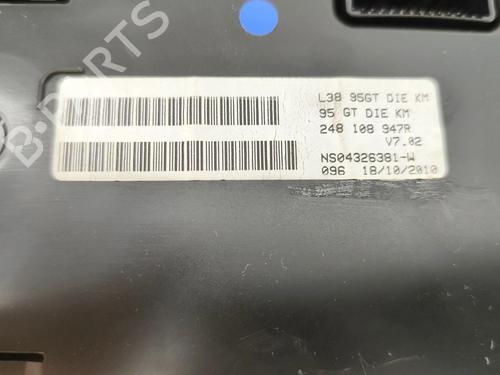 B-PARTS
L38 95GT DIE KM
95 GT DIE KM
248 108 947R
V7.02
NS04326381-W
096 18/10/2010